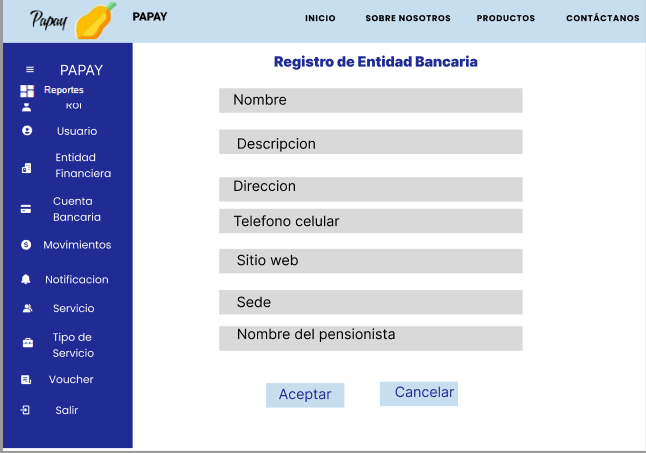 Papay
PAPAY
INICIO
SOBRE NOSOTROS
PRODUCTOS
CONTÁCTANOS
PAPAY
Reportes
Rol
Usuario
Entidad
Financiera
Cuenta
Bancaria
Movimientos
Notificacion
Servicio
Tipo de
Servicio
Voucher
Salir
Registro de Entidad Bancaria
Nombre
Descripcion
Direccion
Telefono celular
Sitio web
Sede
Nombre del pensionista
Aceptar
Cancelar